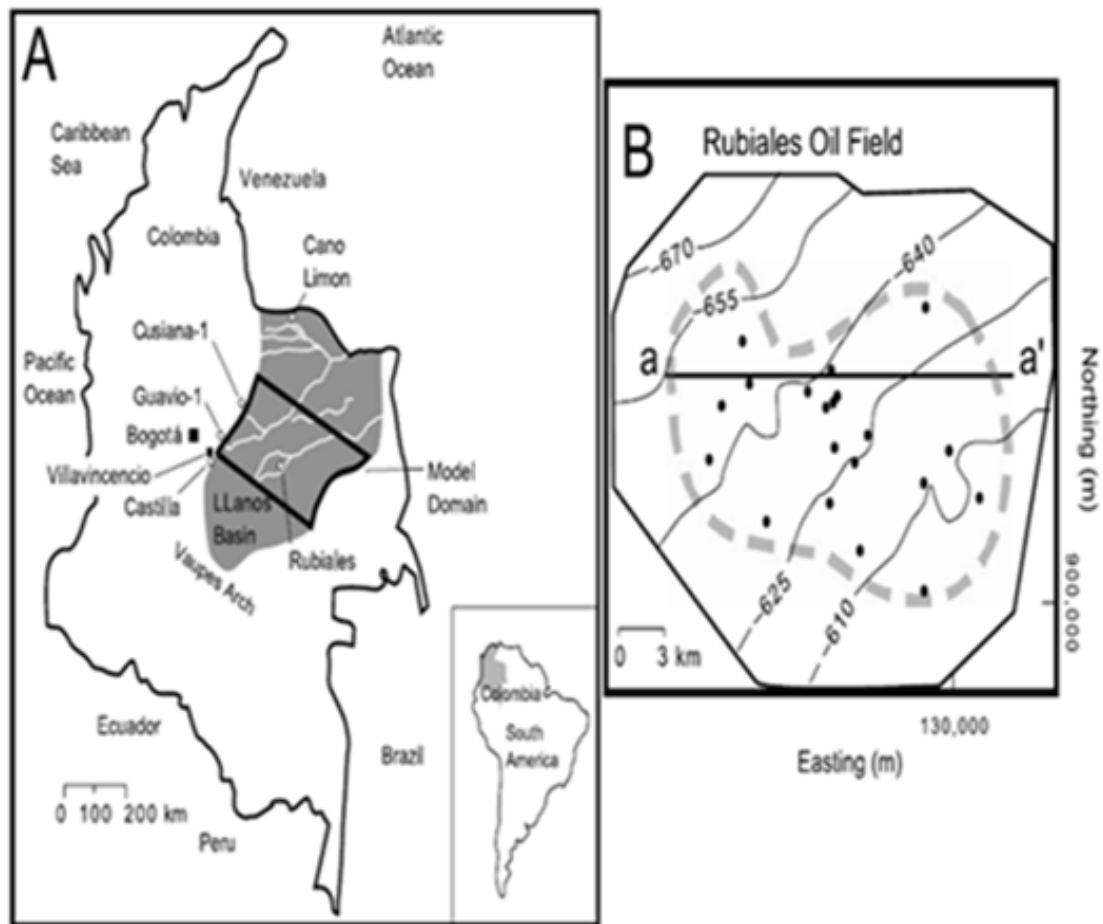 A
Atlantic
Ocean
Caribbean
Sea
Venezuela
Colombia
Cano
Limon
Cusiana-1
Pacific
Ocean
Guavio-1
Bogotá
Villavincencio
Castilla
LLanos
Basin
Model
Domain
Rubiales
Vaupes Arch
Ecuador
Brazil
0 100 200 km
Peru
Colombia
South
America
B
Rubiales Oil Field
-670
-655
-640
a
a'
-625
-610
0 3 km
Northing (m)
900,000
130,000
Easting (m)